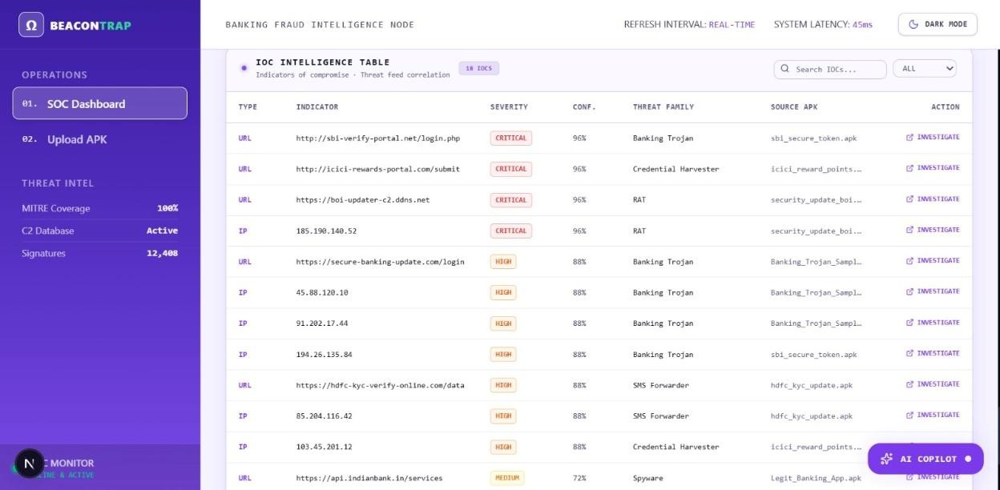 Ω BEACONTRAP
BANKING FRAUD INTELLIGENCE NODE
REFRESH INTERVAL: REAL-TIME
SYSTEM LATENCY: 45ms
DARK MODE
OPERATIONS
01. SOC Dashboard
02. Upload APK
THREAT INTEL
MITRE Coverage 100%
C2 Database Active
Signatures 12,408
N
MONITOR
& ACTIVE
IOC INTELLIGENCE TABLE
Indicators of compromise · Threat feed correlation
18 IOCS
Search IOCs...
ALL
TYPE INDICATOR SEVERITY CONF. THREAT FAMILY SOURCE APK ACTION
URL http://sbi-verify-portal.net/login.php CRITICAL 96% Banking Trojan sbi_secure_token.apk INVESTIGATE
URL http://icici-rewards-portal.com/submit CRITICAL 96% Credential Harvester icici_reward_points.… INVESTIGATE
URL https://boi-updater-c2.ddns.net CRITICAL 96% RAT security_update_boi.… INVESTIGATE
IP 185.190.140.52 CRITICAL 96% RAT security_update_boi.… INVESTIGATE
URL https://secure-banking-update.com/login HIGH 88% Banking Trojan Banking_Trojan_Sampl… INVESTIGATE
IP 45.88.120.10 HIGH 88% Banking Trojan Banking_Trojan_Sampl… INVESTIGATE
IP 91.202.17.44 HIGH 88% Banking Trojan Banking_Trojan_Sampl… INVESTIGATE
IP 194.26.135.84 HIGH 88% Banking Trojan sbi_secure_token.apk INVESTIGATE
URL https://hdfc-kyc-verify-online.com/data HIGH 88% SMS Forwarder hdfc_kyc_update.apk INVESTIGATE
IP 85.204.116.42 HIGH 88% SMS Forwarder hdfc_kyc_update.apk INVESTIGATE
IP 103.45.201.12 HIGH 88% Credential Harvester icici_reward_points.…
URL https://api.indianbank.in/services MEDIUM 72% Spyware Legit_Banking_App.apk INVESTIGATE
AI COPILOT